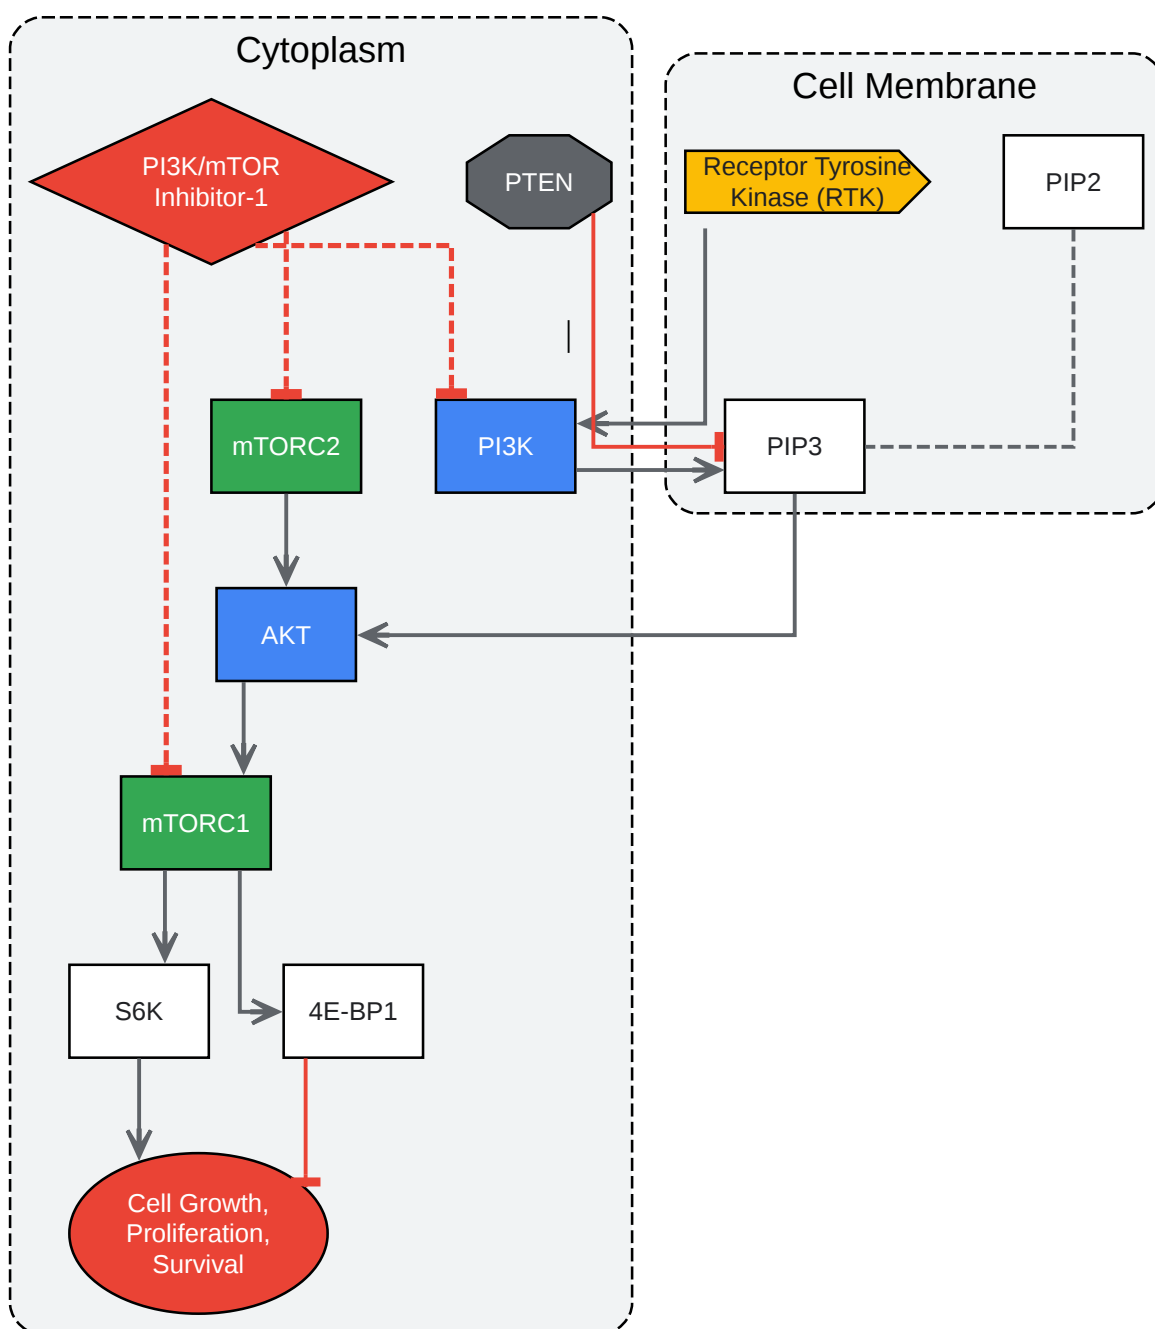 Cytoplasm
Cell Membrane
PI3K/mTOR
Inhibitor-1
PTEN
Receptor Tyrosine
Kinase (RTK)
PIP2
|
mTORC2
PI3K
PIP3
AKT
mTORC1
S6K
4E-BP1
Cell Growth,
Proliferation,
Survival